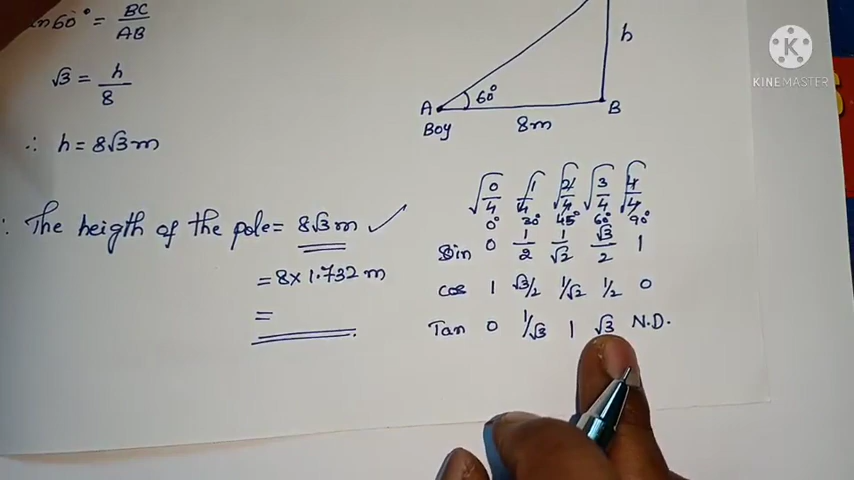 60° = BC/AB
√3 = h/8
∴ h = 8√3 m
: The heigth of the pole = 8√3 m ✓
= 8 × 1.732 m
=
h
60°
A
B
Boy
8m
√0/4 √1/4 √2/4 √3/4 √4/4
0° 30° 45° 60° 90°
Sin 0 1/2 1/√2 √3/2 1
cos 1 √3/2 1/√2 1/2 0
Tan 0 1/√3 1 √3 N.D.
K
KINEMASTER